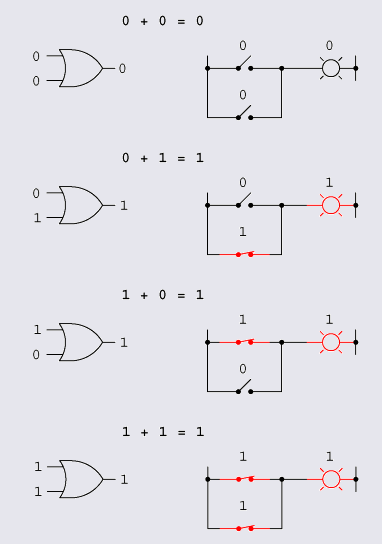 0 + 0 = 0
0 0 0
0 0
0
0 + 1 = 1
0 0 1
1 1
1
1 + 0 = 1
1 1 1
0 1
0
1 + 1 = 1
1 1 1
1 1
1